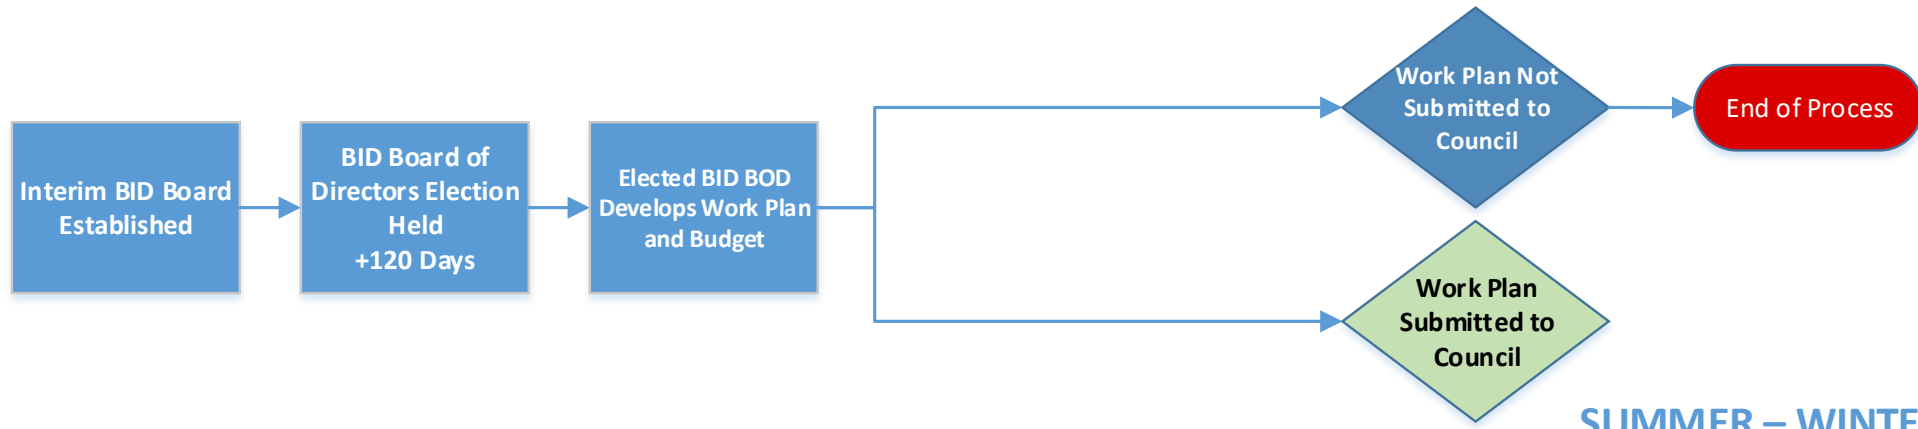 Interim BID Board
Established
BID Board of
Directors Election
Held
+120 Days
Elected BID BOD
Develops Work Plan
and Budget
Work Plan Not
Submitted to
Council
End of Process
Work Plan
Submitted to
Council
SUMMER –